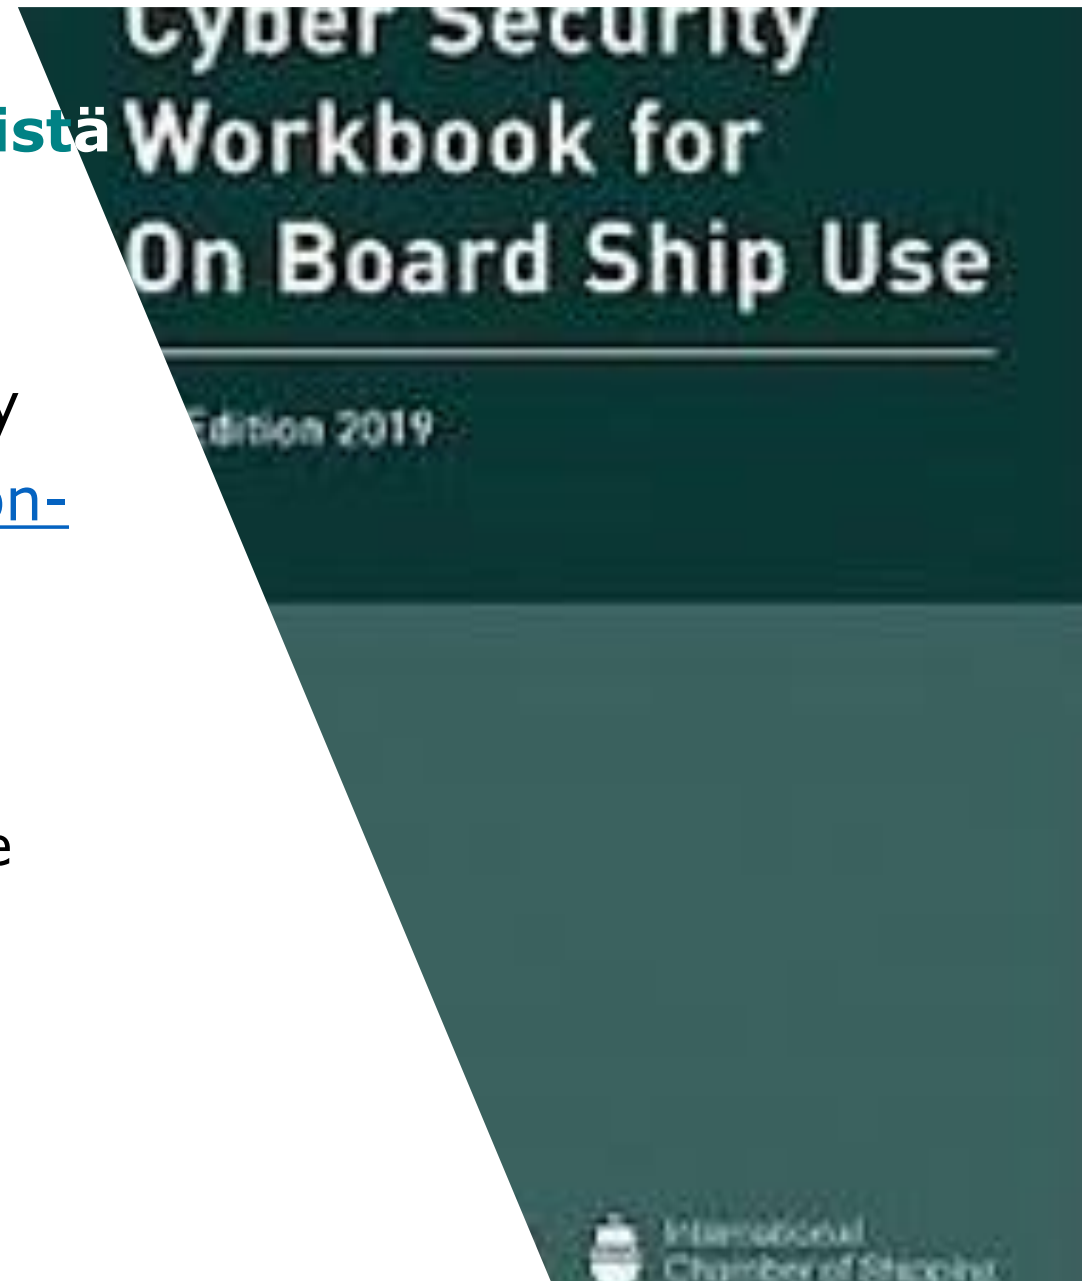 Cyber Security
istä
Workbook for
On Board Ship Use
y
Edition 2019
on-
e
International
Chamber of Shipping